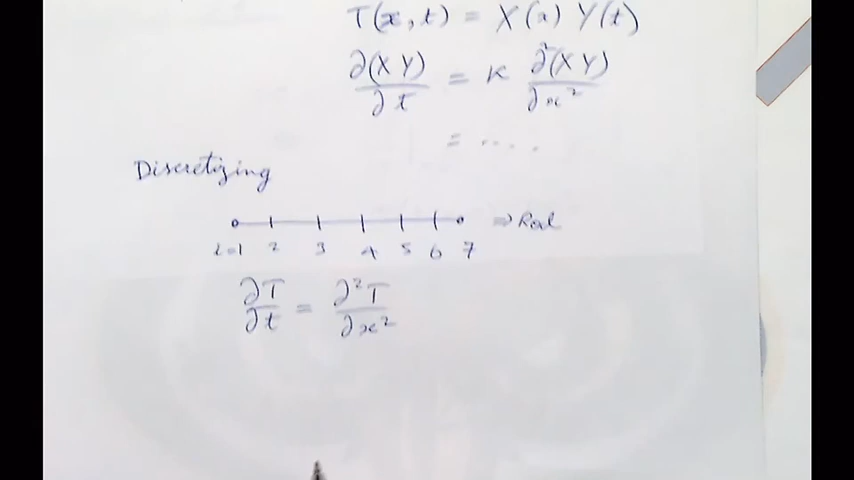 T(x, t) = X(x) Y(t)
∂(XY)/∂t = K ∂²(XY)/∂x²
= ....
Discretizing
⇒ Rod
i=1 2 3 4 5 6 7
∂T/∂t = ∂²T/∂x²